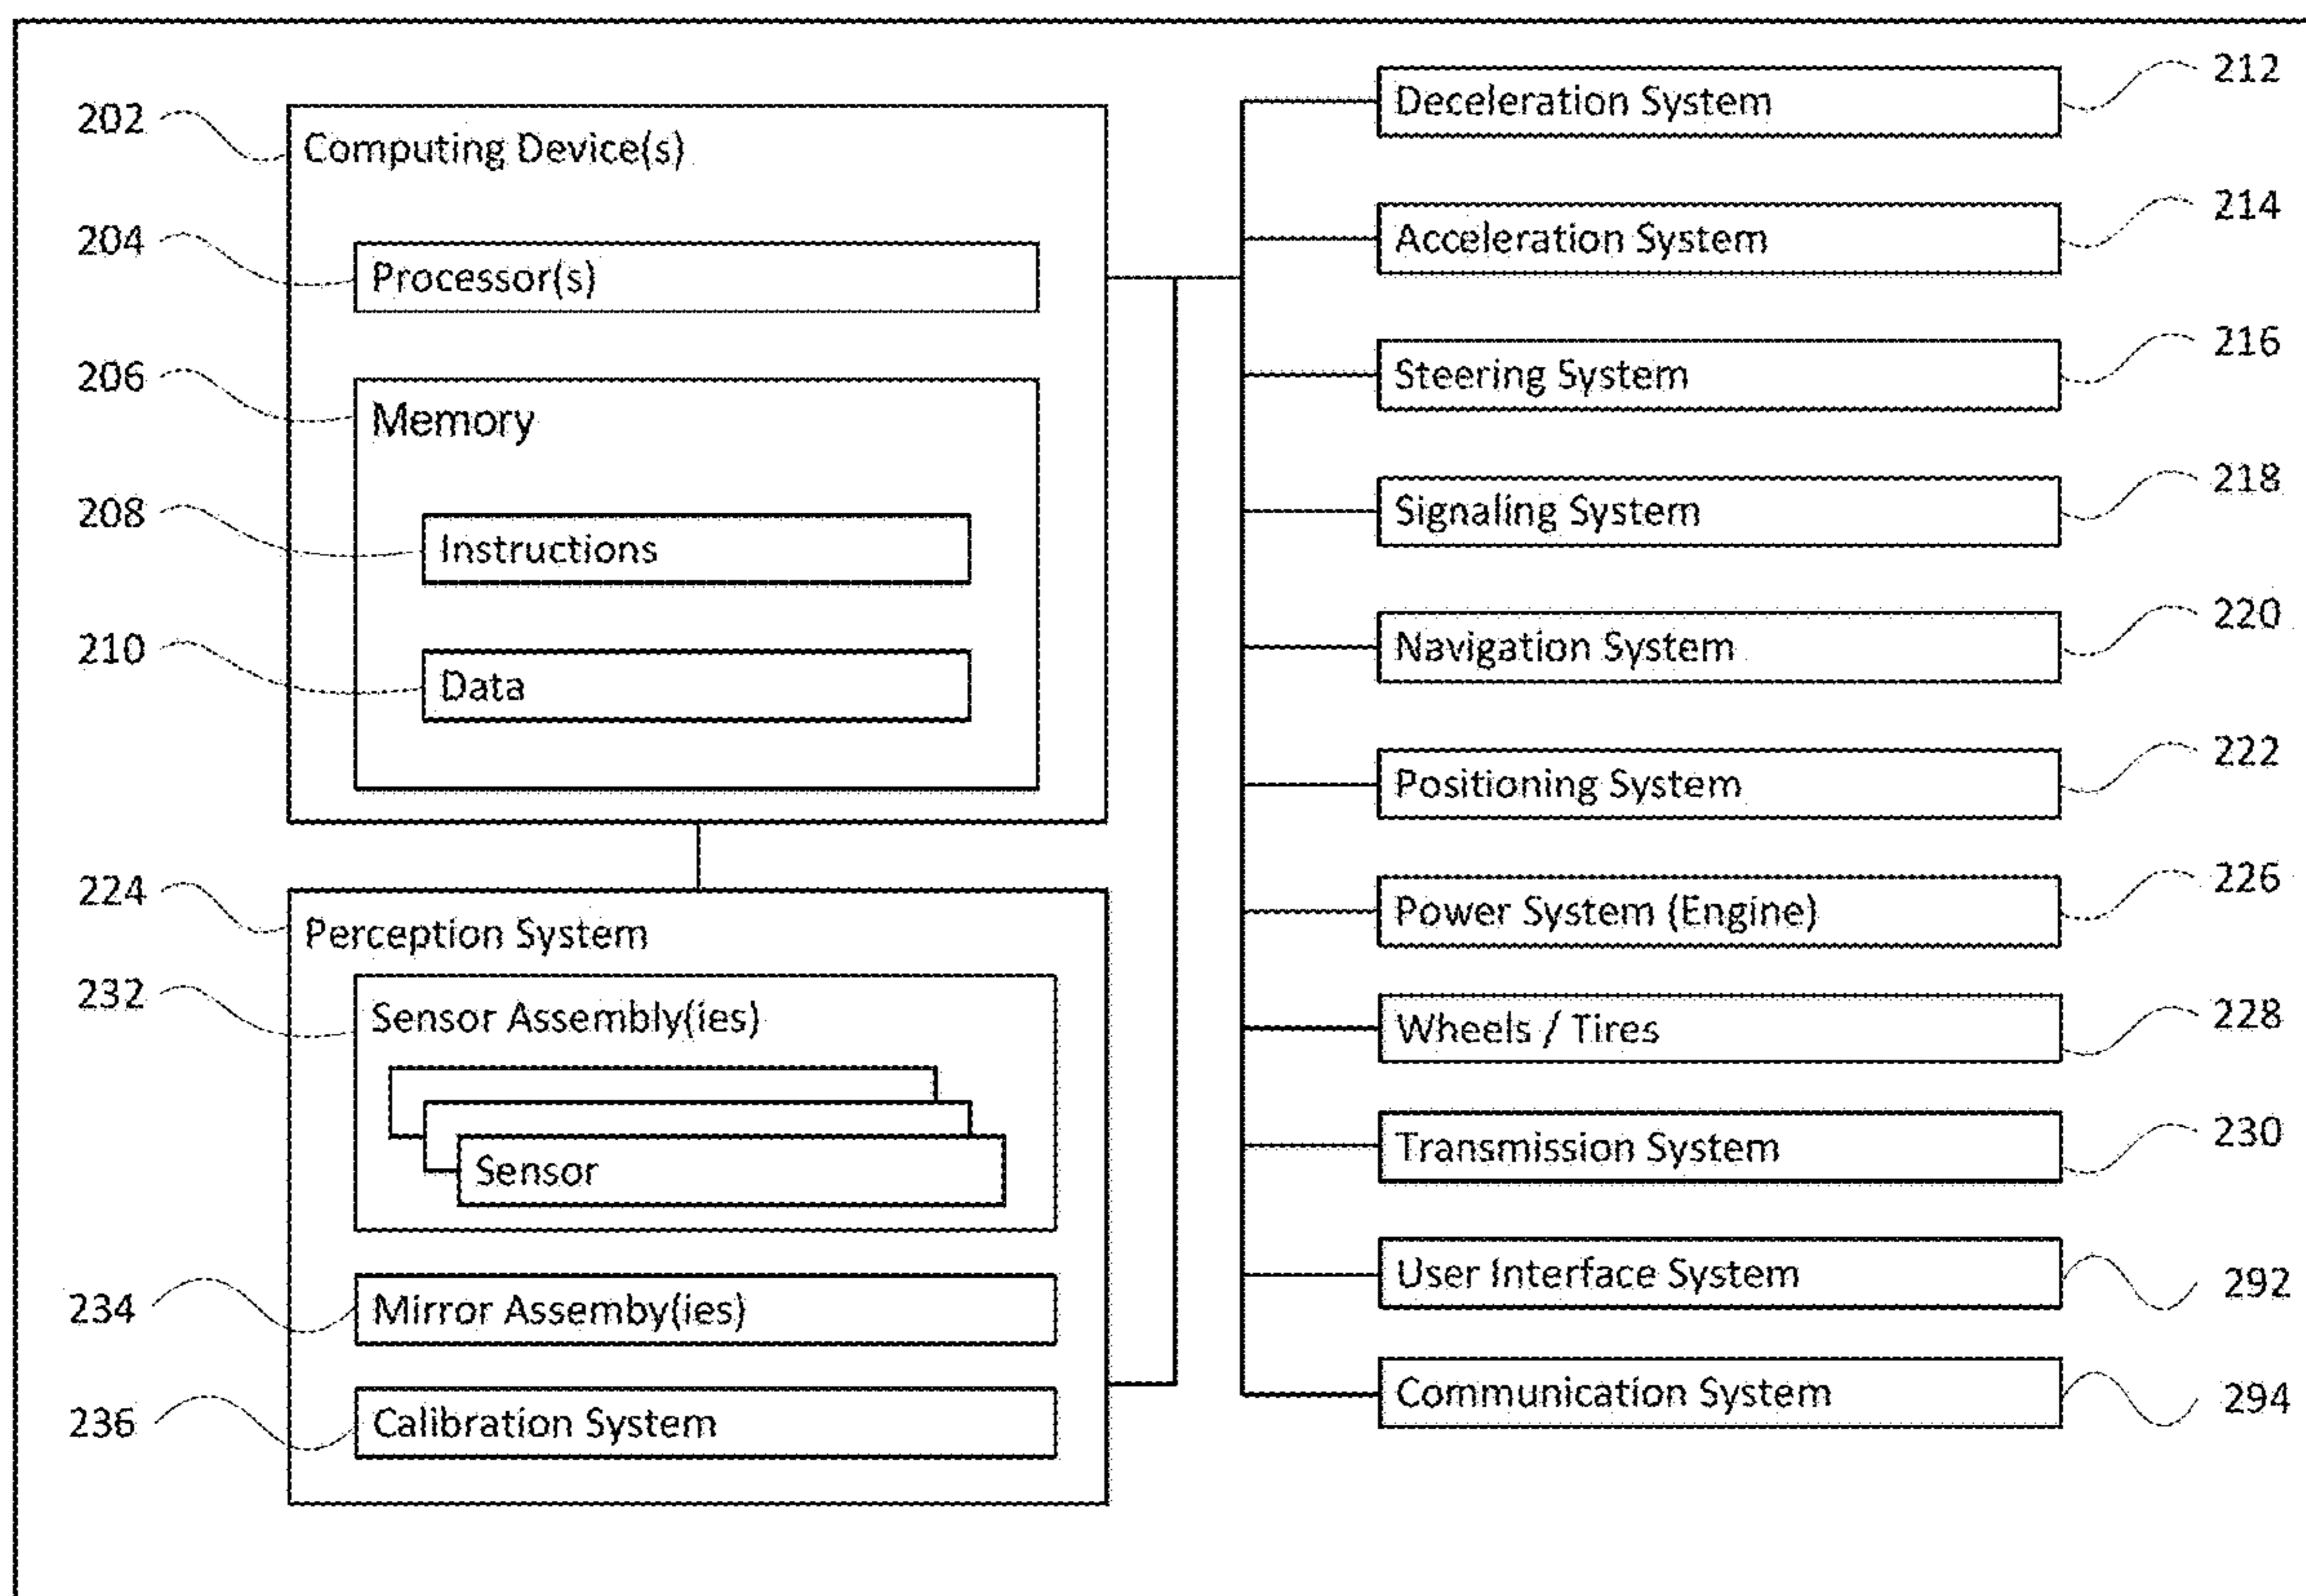 202
Computing Device(s)
204
Processor(s)
206
Memory
208
Instructions
210
Data
224
Perception System
232
Sensor Assembly(ies)
Sensor
234
Mirror Assemby(ies)
236
Calibration System
Deceleration System
212
Acceleration System
214
Steering System
216
Signaling System
218
Navigation System
220
Positioning System
222
Power System (Engine)
226
Wheels / Tires
228
Transmission System
230
User Interface System
292
Communication System
294